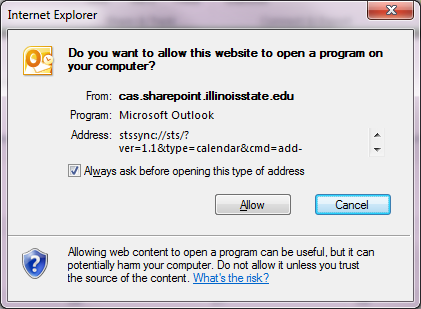 Internet Explorer
Do you want to allow this website to open a program on
your computer?
From: cas.sharepoint.illinoisstate.edu
Program: Microsoft Outlook
Address: stssync://sts/?
ver=1.1&type=calendar&cmd=add-
Always ask before opening this type of address
Allow Cancel
Allowing web content to open a program can be useful, but it can
potentially harm your computer. Do not allow it unless you trust
the source of the content. What's the risk?